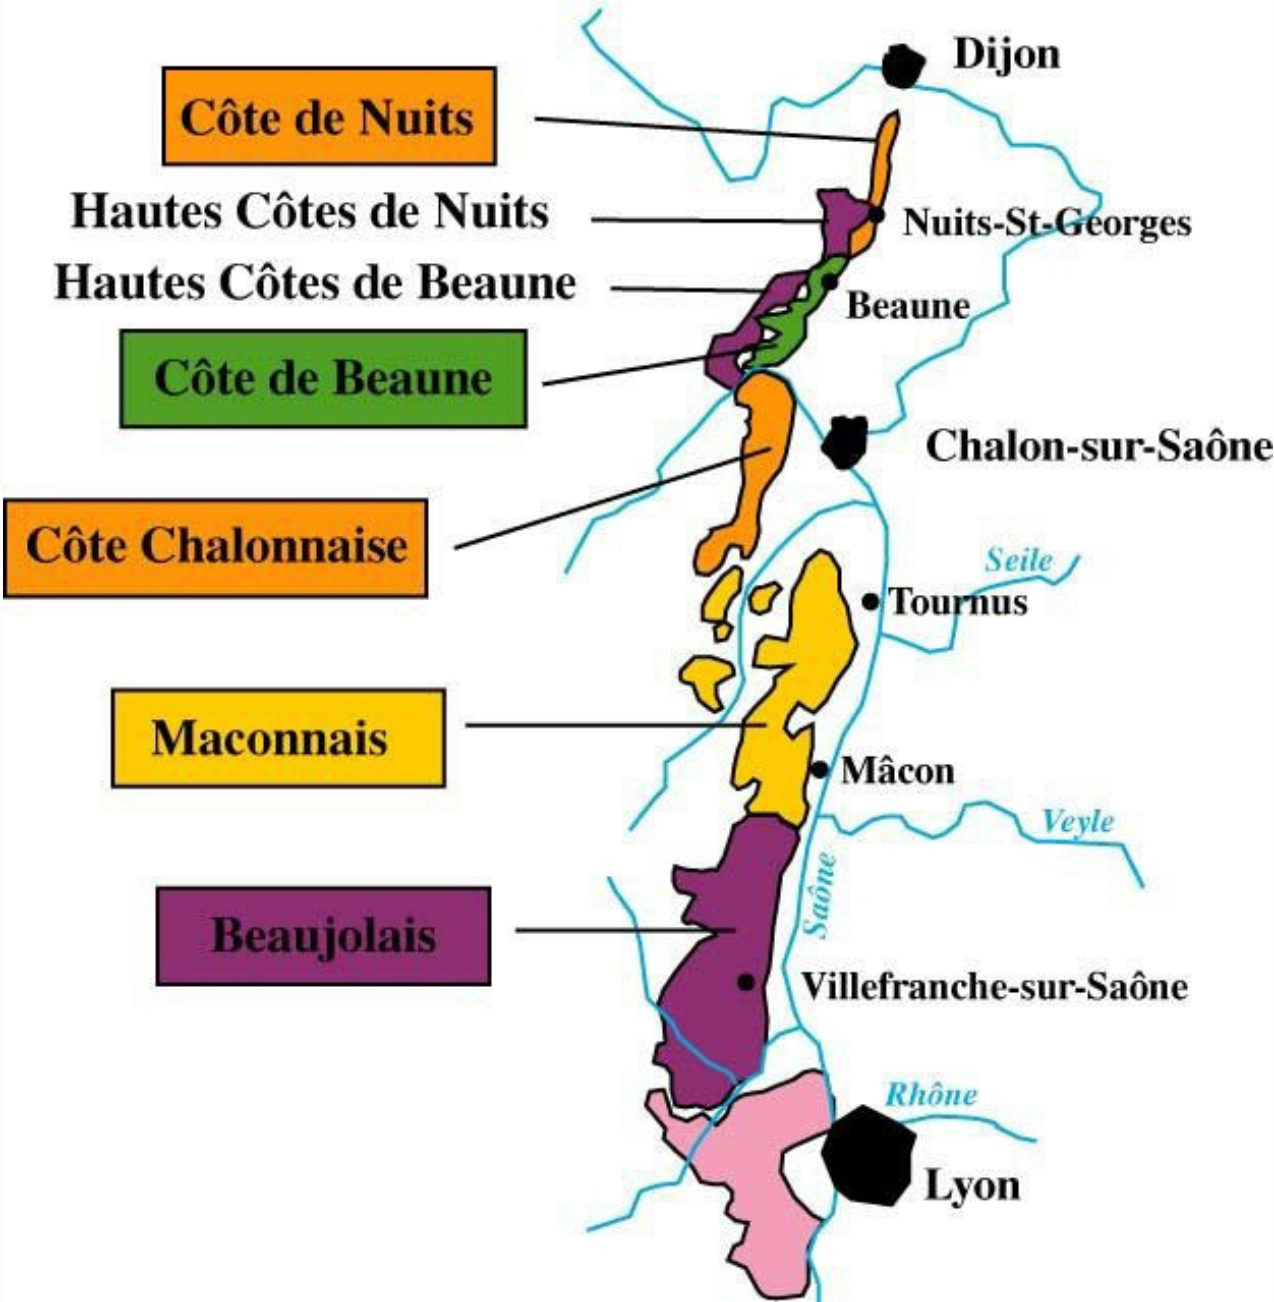 Dijon
Côte de Nuits
Hautes Côtes de Nuits
Nuits-St-Georges
Hautes Côtes de Beaune
Beaune
Côte de Beaune
Chalon-sur-Saône
Côte Chalonnaise
Seile
Tournus
Maconnais
Mâcon
Veyle
Saône
Beaujolais
Villefranche-sur-Saône
Rhône
Lyon